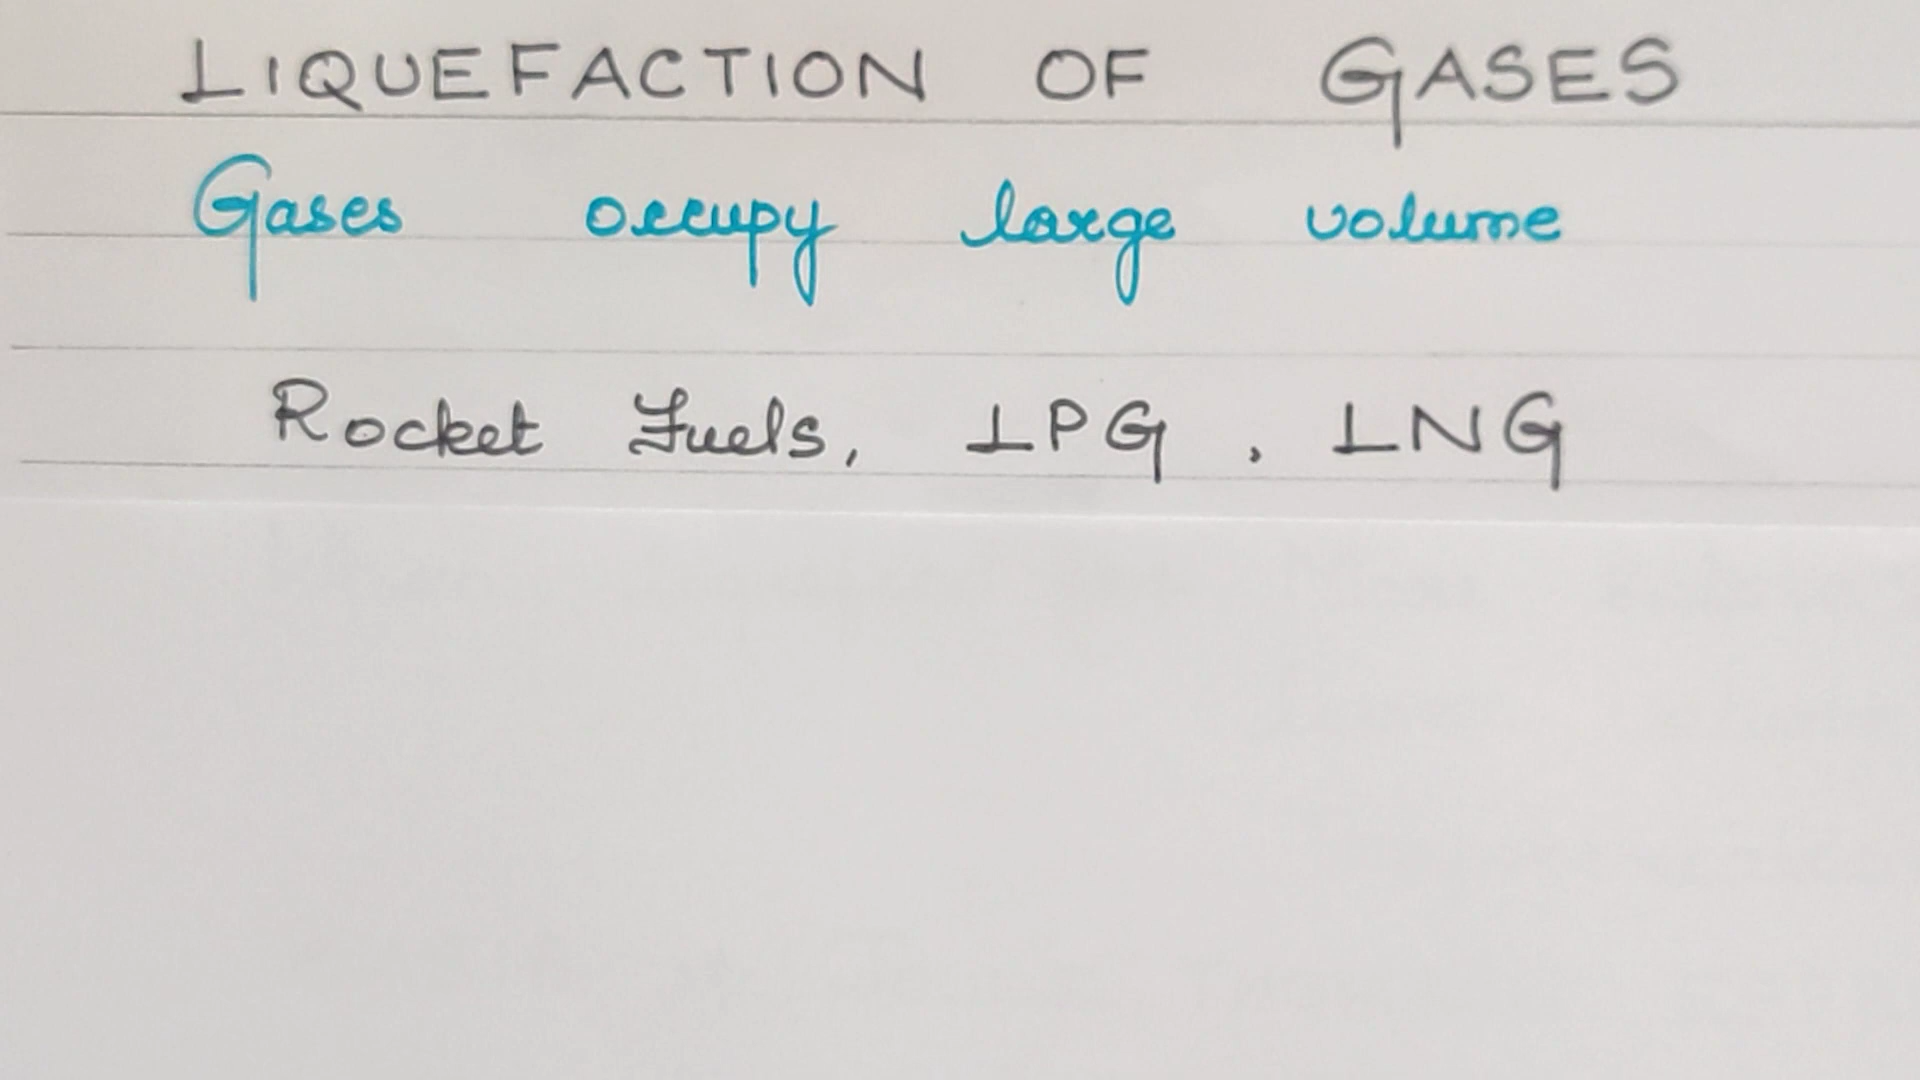 LIQUEFACTION OF GASES
Gases occupy large volume
Rocket Fuels, LPG, LNG